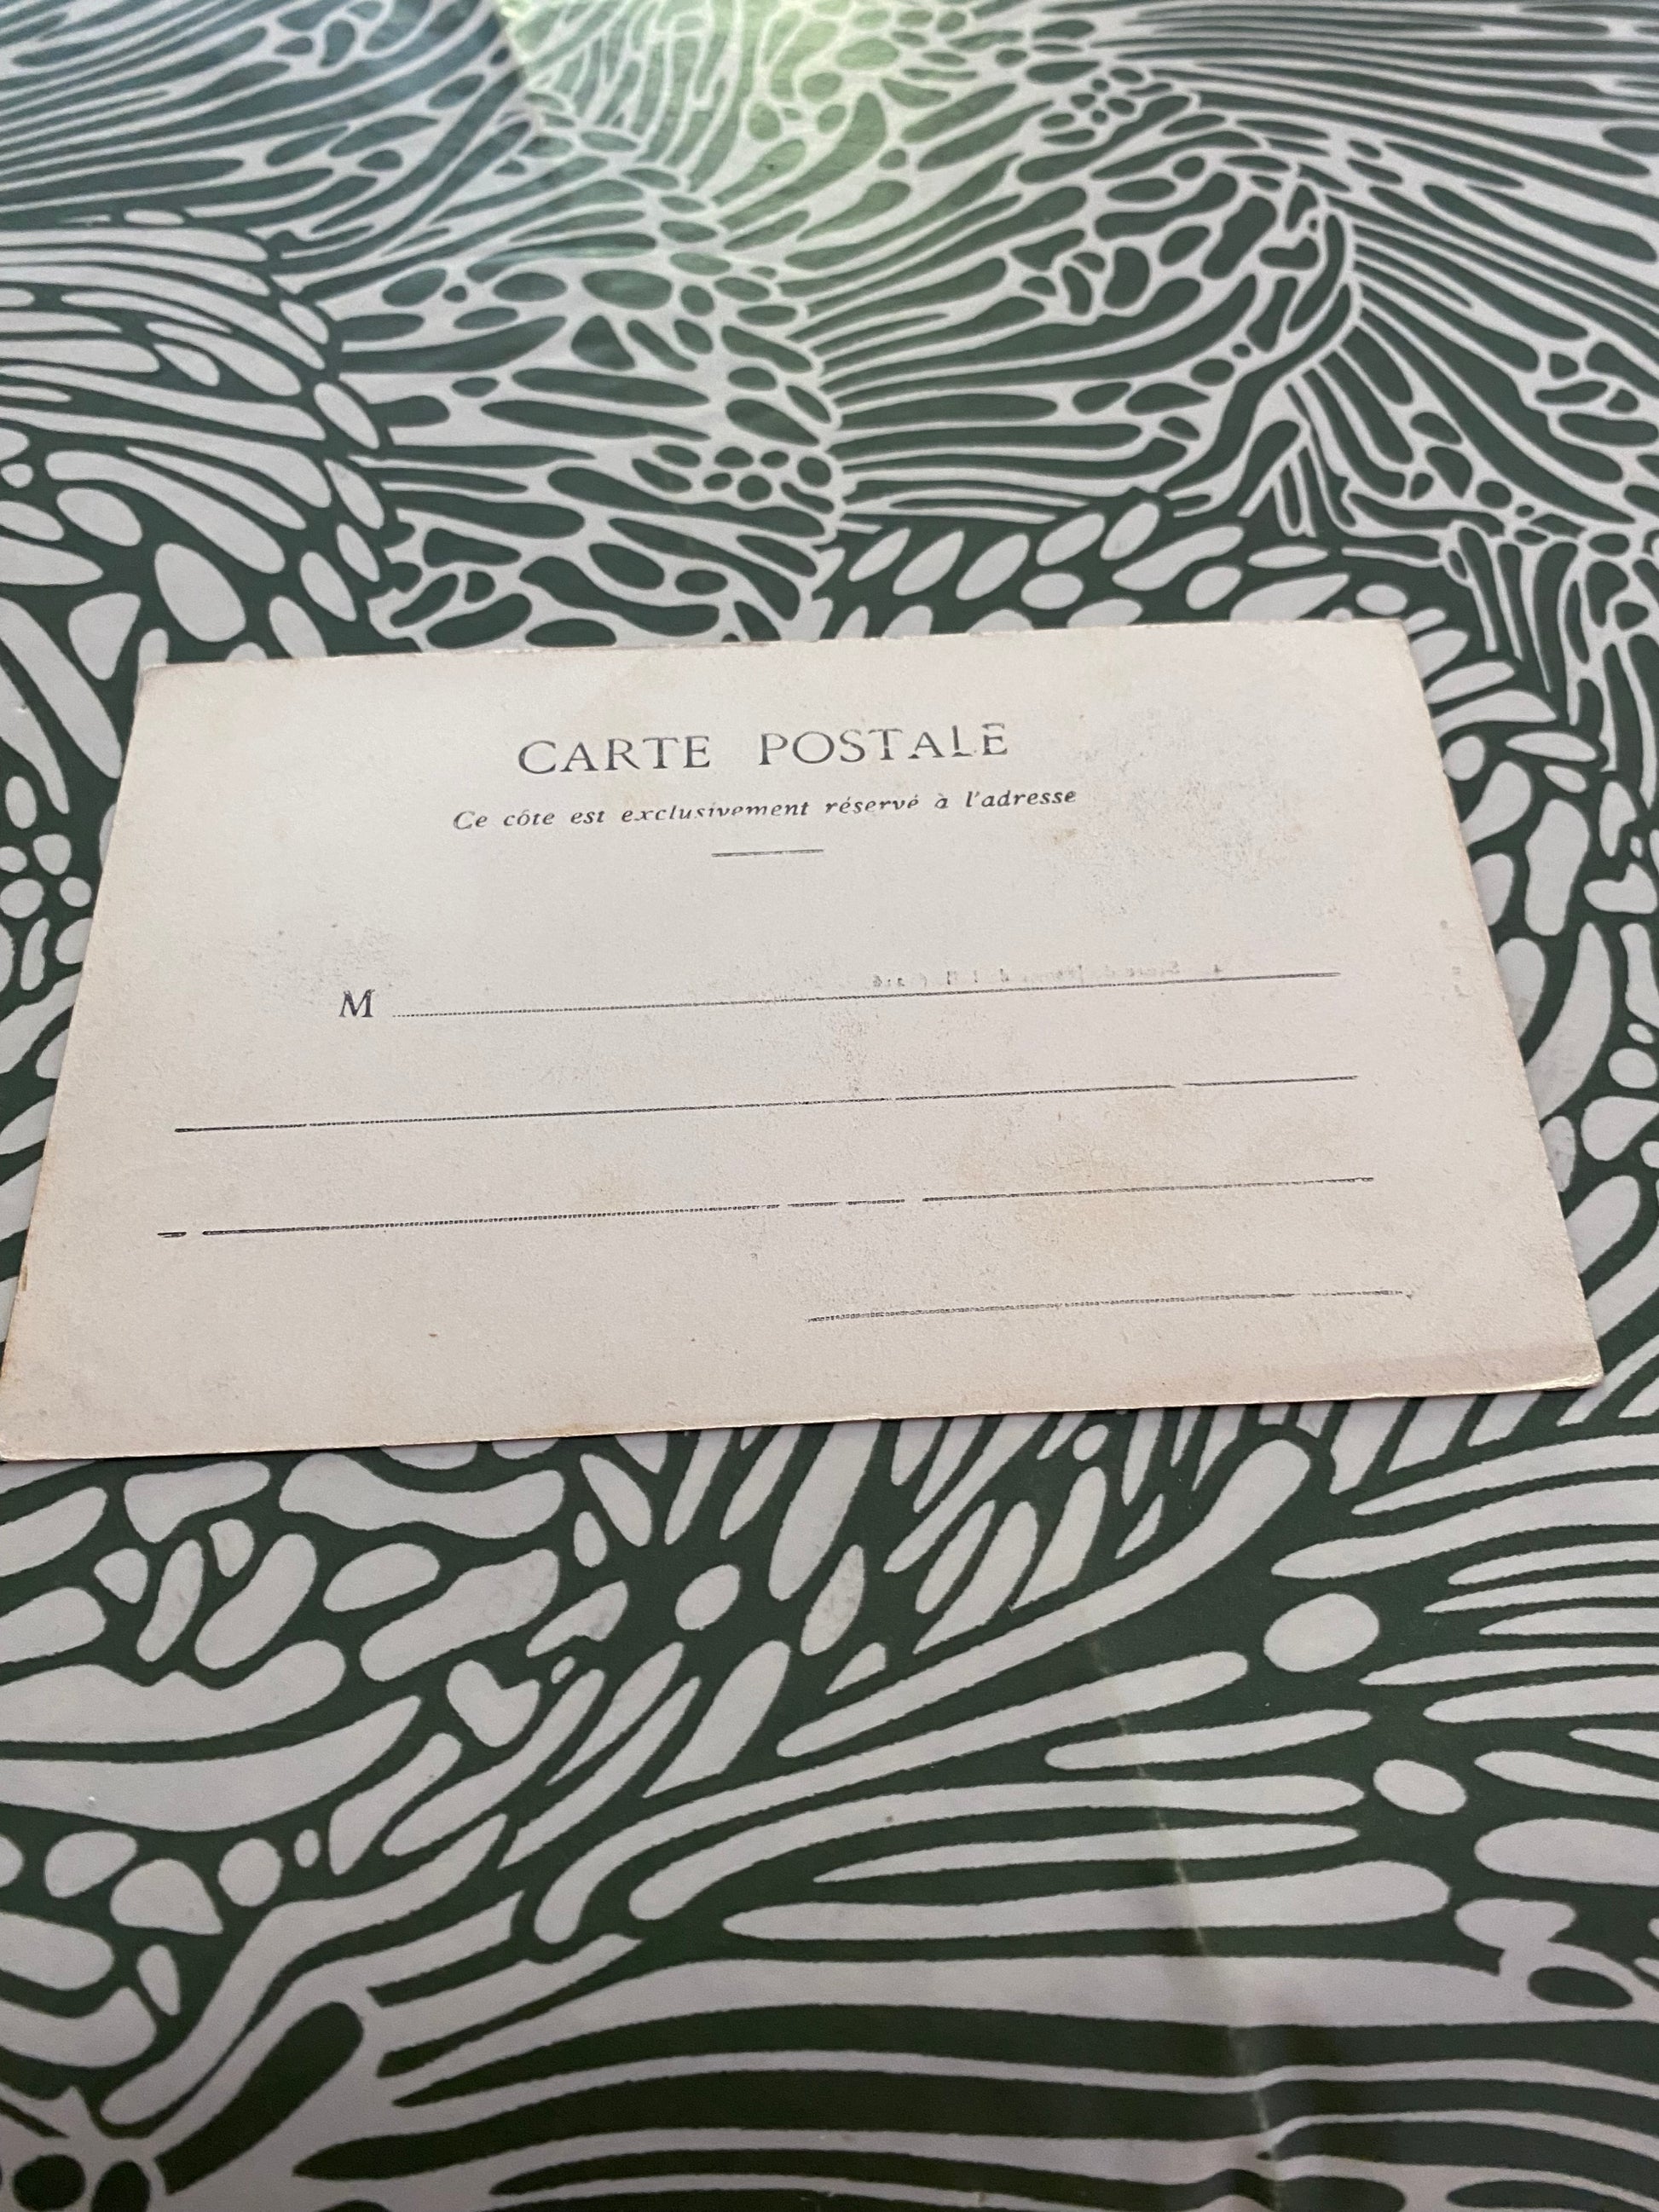 CARTE POSTALE
Ce côte est exclusivement réservé à l'adresse
M